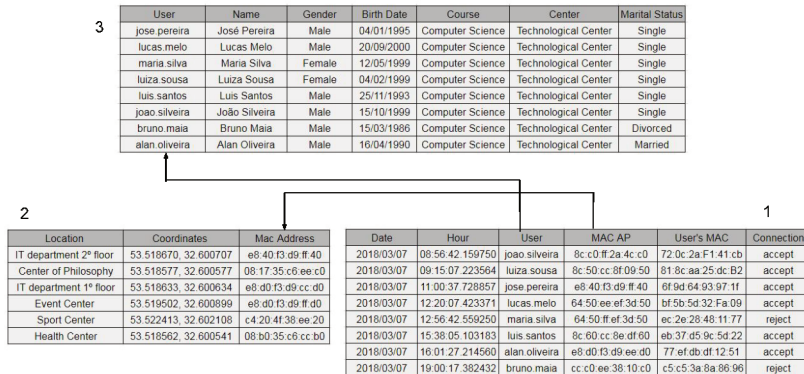 3
User Name Gender Birth Date Course Center Marital Status
jose.pereira José Pereira Male 04/01/1995 Computer Science Technological Center Single
lucas.melo Lucas Melo Male 20/09/2000 Computer Science Technological Center Single
maria.silva Maria Silva Female 12/05/1999 Computer Science Technological Center Single
luiza.sousa Luiza Sousa Female 04/02/1999 Computer Science Technological Center Single
luis.santos Luis Santos Male 25/11/1993 Computer Science Technological Center Single
joao.silveira João Silveira Male 15/10/1999 Computer Science Technological Center Single
bruno.maia Bruno Maia Male 15/03/1986 Computer Science Technological Center Divorced
alan.oliveira Alan Oliveira Male 16/04/1990 Computer Science Technological Center Married
2
Location Coordinates Mac Address
IT department 2º floor 53.518670, 32.600707 e8:40:f3:d9:ff:40
Center of Philosophy 53.518577, 32.600577 08:17:35:c6:ee:c0
IT department 1º floor 53.518633, 32.600634 e8:d0:f3:d9:cc:d0
Event Center 53.519502, 32.600899 e8:d0:f3:d9:ff:d0
Sport Center 53.522413, 32.602108 c4:20:4f:38:ee:20
Health Center 53.518562, 32.600541 08:b0:35:c6:cc:b0
1
Date Hour User MAC AP User's MAC Connection
2018/03/07 08:56:42.159750 joao.silveira 8c:c0:ff:2a:4c:c0 72:0c:2a:F1:41:cb accept
2018/03/07 09:15:07.223564 luiza.sousa 8c:50:cc:8f:09:50 81:8c:aa:25:dc:B2 accept
2018/03/07 11:00:37.728857 jose.pereira e8:40:f3:d9:ff:40 6f:9d:64:93:97:1f accept
2018/03/07 12:20:07.423371 lucas.melo 64:50:ee:ef:3d:50 bf:5b:5d:32:Fa:09 accept
2018/03/07 12:56:42.559250 maria.silva 64:50:ff:ef:3d:50 ec:2e:28:48:11:77 reject
2018/03/07 15:38:05.103183 luis.santos 8c:60:cc:8e:df:60 eb:37:d5:9c:5d:22 accept
2018/03/07 16:01:27.214560 alan.oliveira e8:d0:f3:d9:ee:d0 77:ef:db:df:12:51 accept
2018/03/07 19:00:17.382432 bruno.maia cc:c0:ee:38:10:c0 c5:c5:3a:8a:86:96 reject